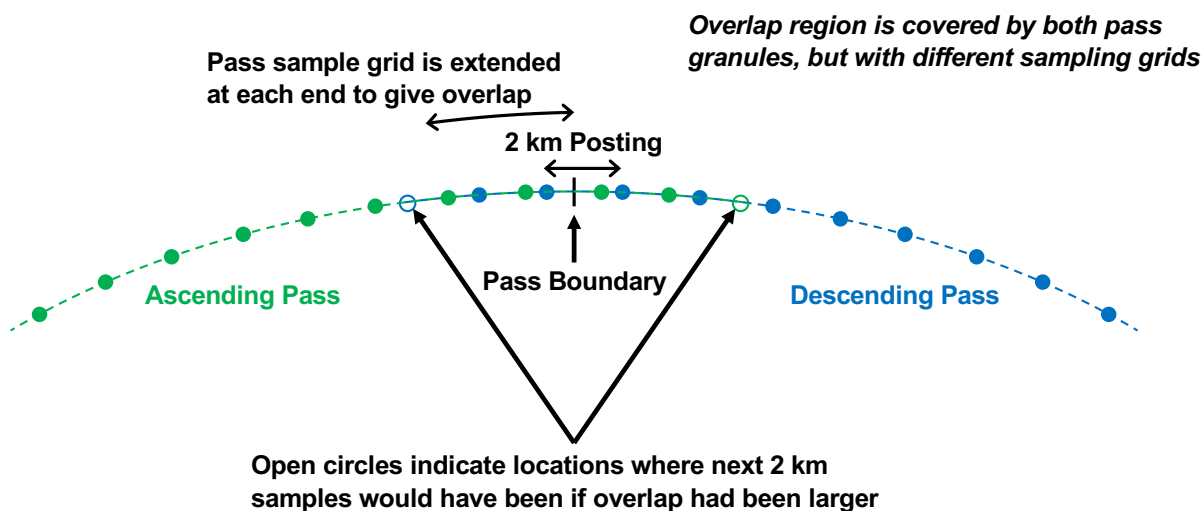 Overlap region is covered by both pass
granules, but with different sampling grids
Pass sample grid is extended
at each end to give overlap
2 km Posting
Pass Boundary
Ascending Pass
Descending Pass
Open circles indicate locations where next 2 km
samples would have been if overlap had been larger